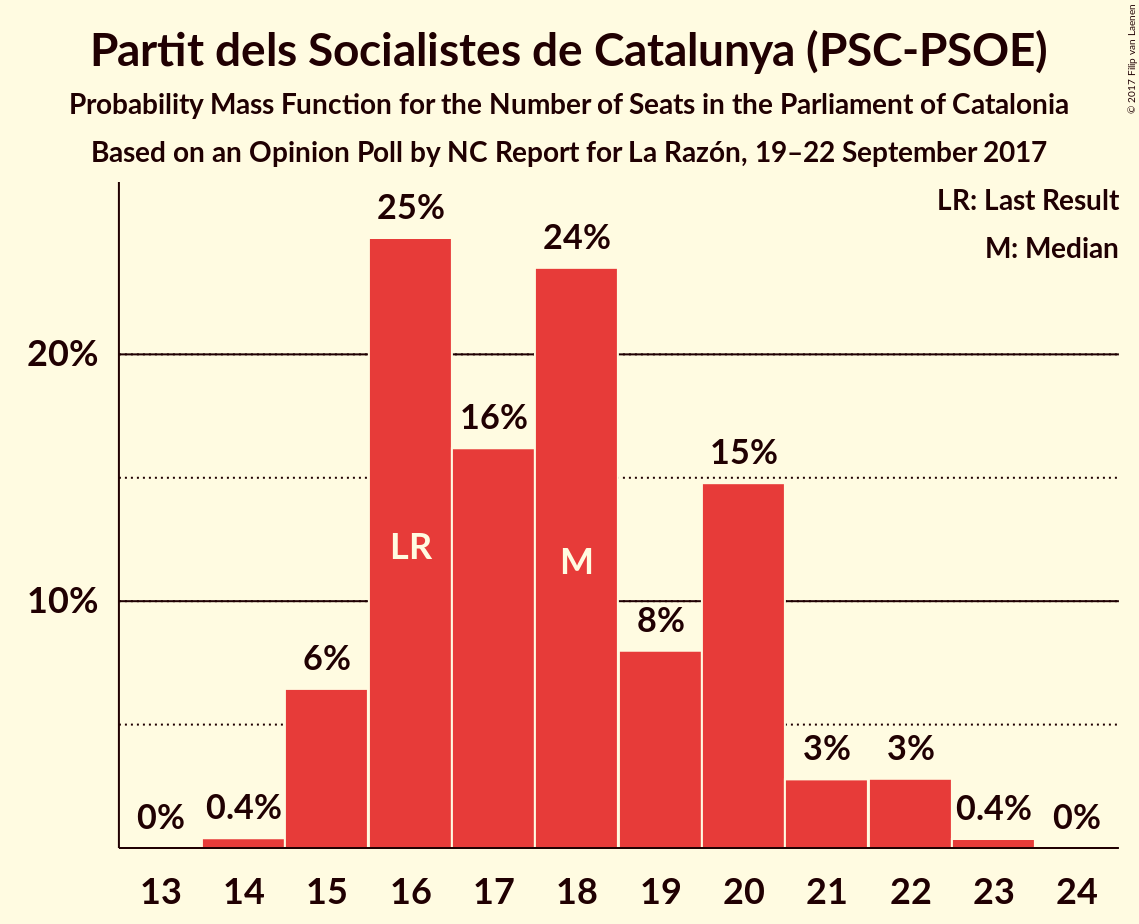 Partit dels Socialistes de Catalunya (PSC-PSOE)
Probability Mass Function for the Number of Seats in the Parliament of Catalonia
Based on an Opinion Poll by NC Report for La Razón, 19–22 September 2017
© 2017 Filip van Laenen
LR: Last Result
M: Median
20%
10%
0%
0.4%
6%
25%
16%
24%
8%
15%
3%
3%
0.4%
0%
LR
M
13 14 15 16 17 18 19 20 21 22 23 24